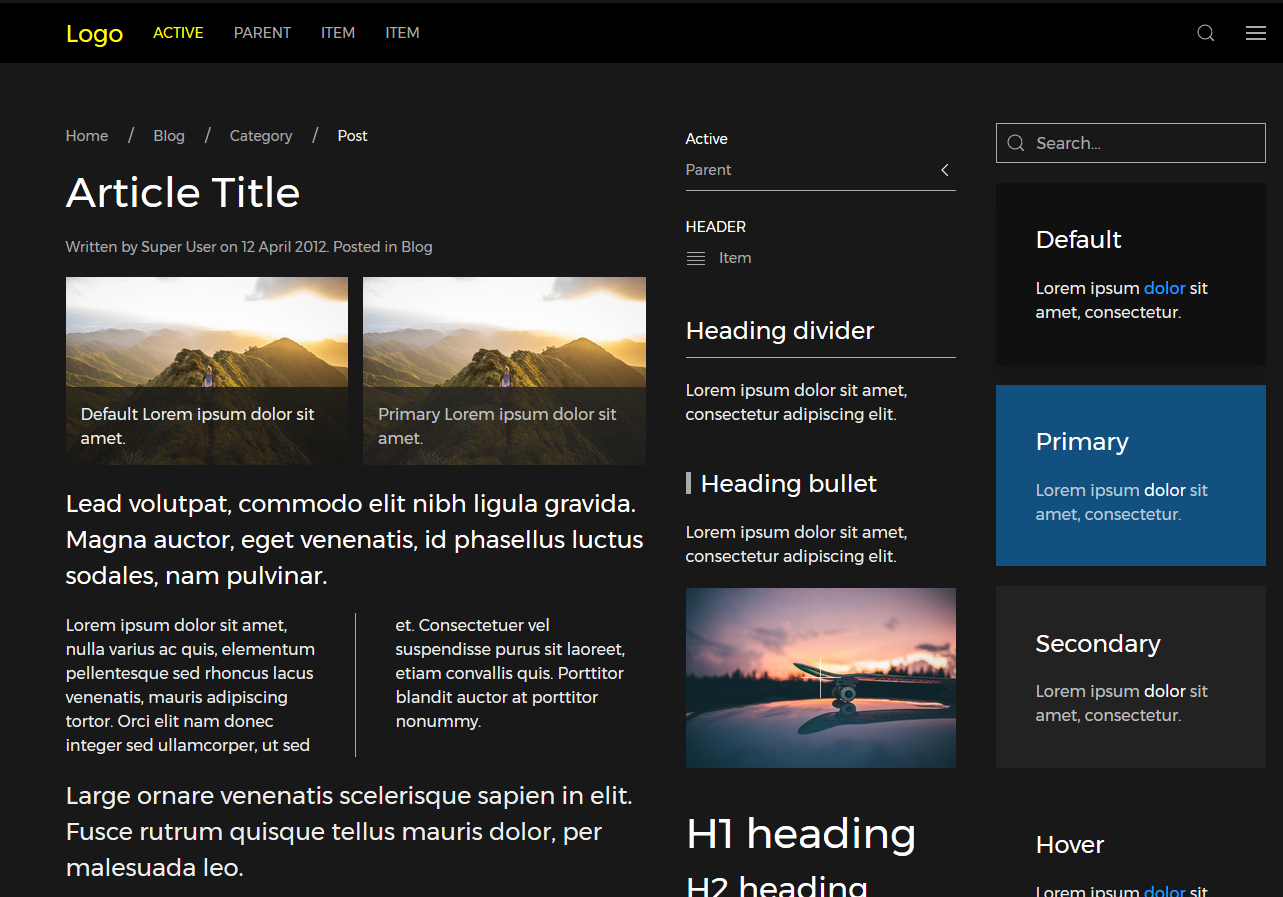 Logo ACTIVE PARENT ITEM ITEM
Home / Blog / Category / Post
Article Title
Written by Super User on 12 April 2012. Posted in Blog
Default Lorem ipsum dolor sit
amet.
Primary Lorem ipsum dolor sit
amet.
Lead volutpat, commodo elit nibh ligula gravida.
Magna auctor, eget venenatis, id phasellus luctus
sodales, nam pulvinar.
Lorem ipsum dolor sit amet,
nulla varius ac quis, elementum
pellentesque sed rhoncus lacus
venenatis, mauris adipiscing
tortor. Orci elit nam donec
integer sed ullamcorper, ut sed
et. Consectetuer vel
suspendisse purus sit laoreet,
etiam convallis quis. Porttitor
blandit auctor at porttitor
nonummy.
Large ornare venenatis scelerisque sapien in elit.
Fusce rutrum quisque tellus mauris dolor, per
malesuada leo.
Active
Parent
HEADER
Item
Heading divider
Lorem ipsum dolor sit amet,
consectetur adipiscing elit.
Heading bullet
Lorem ipsum dolor sit amet,
consectetur adipiscing elit.
H1 heading
H2 heading
Search...
Default
Lorem ipsum dolor sit
amet, consectetur.
Primary
Lorem ipsum dolor sit
amet, consectetur.
Secondary
Lorem ipsum dolor sit
amet, consectetur.
Hover
Lorem ipsum dolor sit